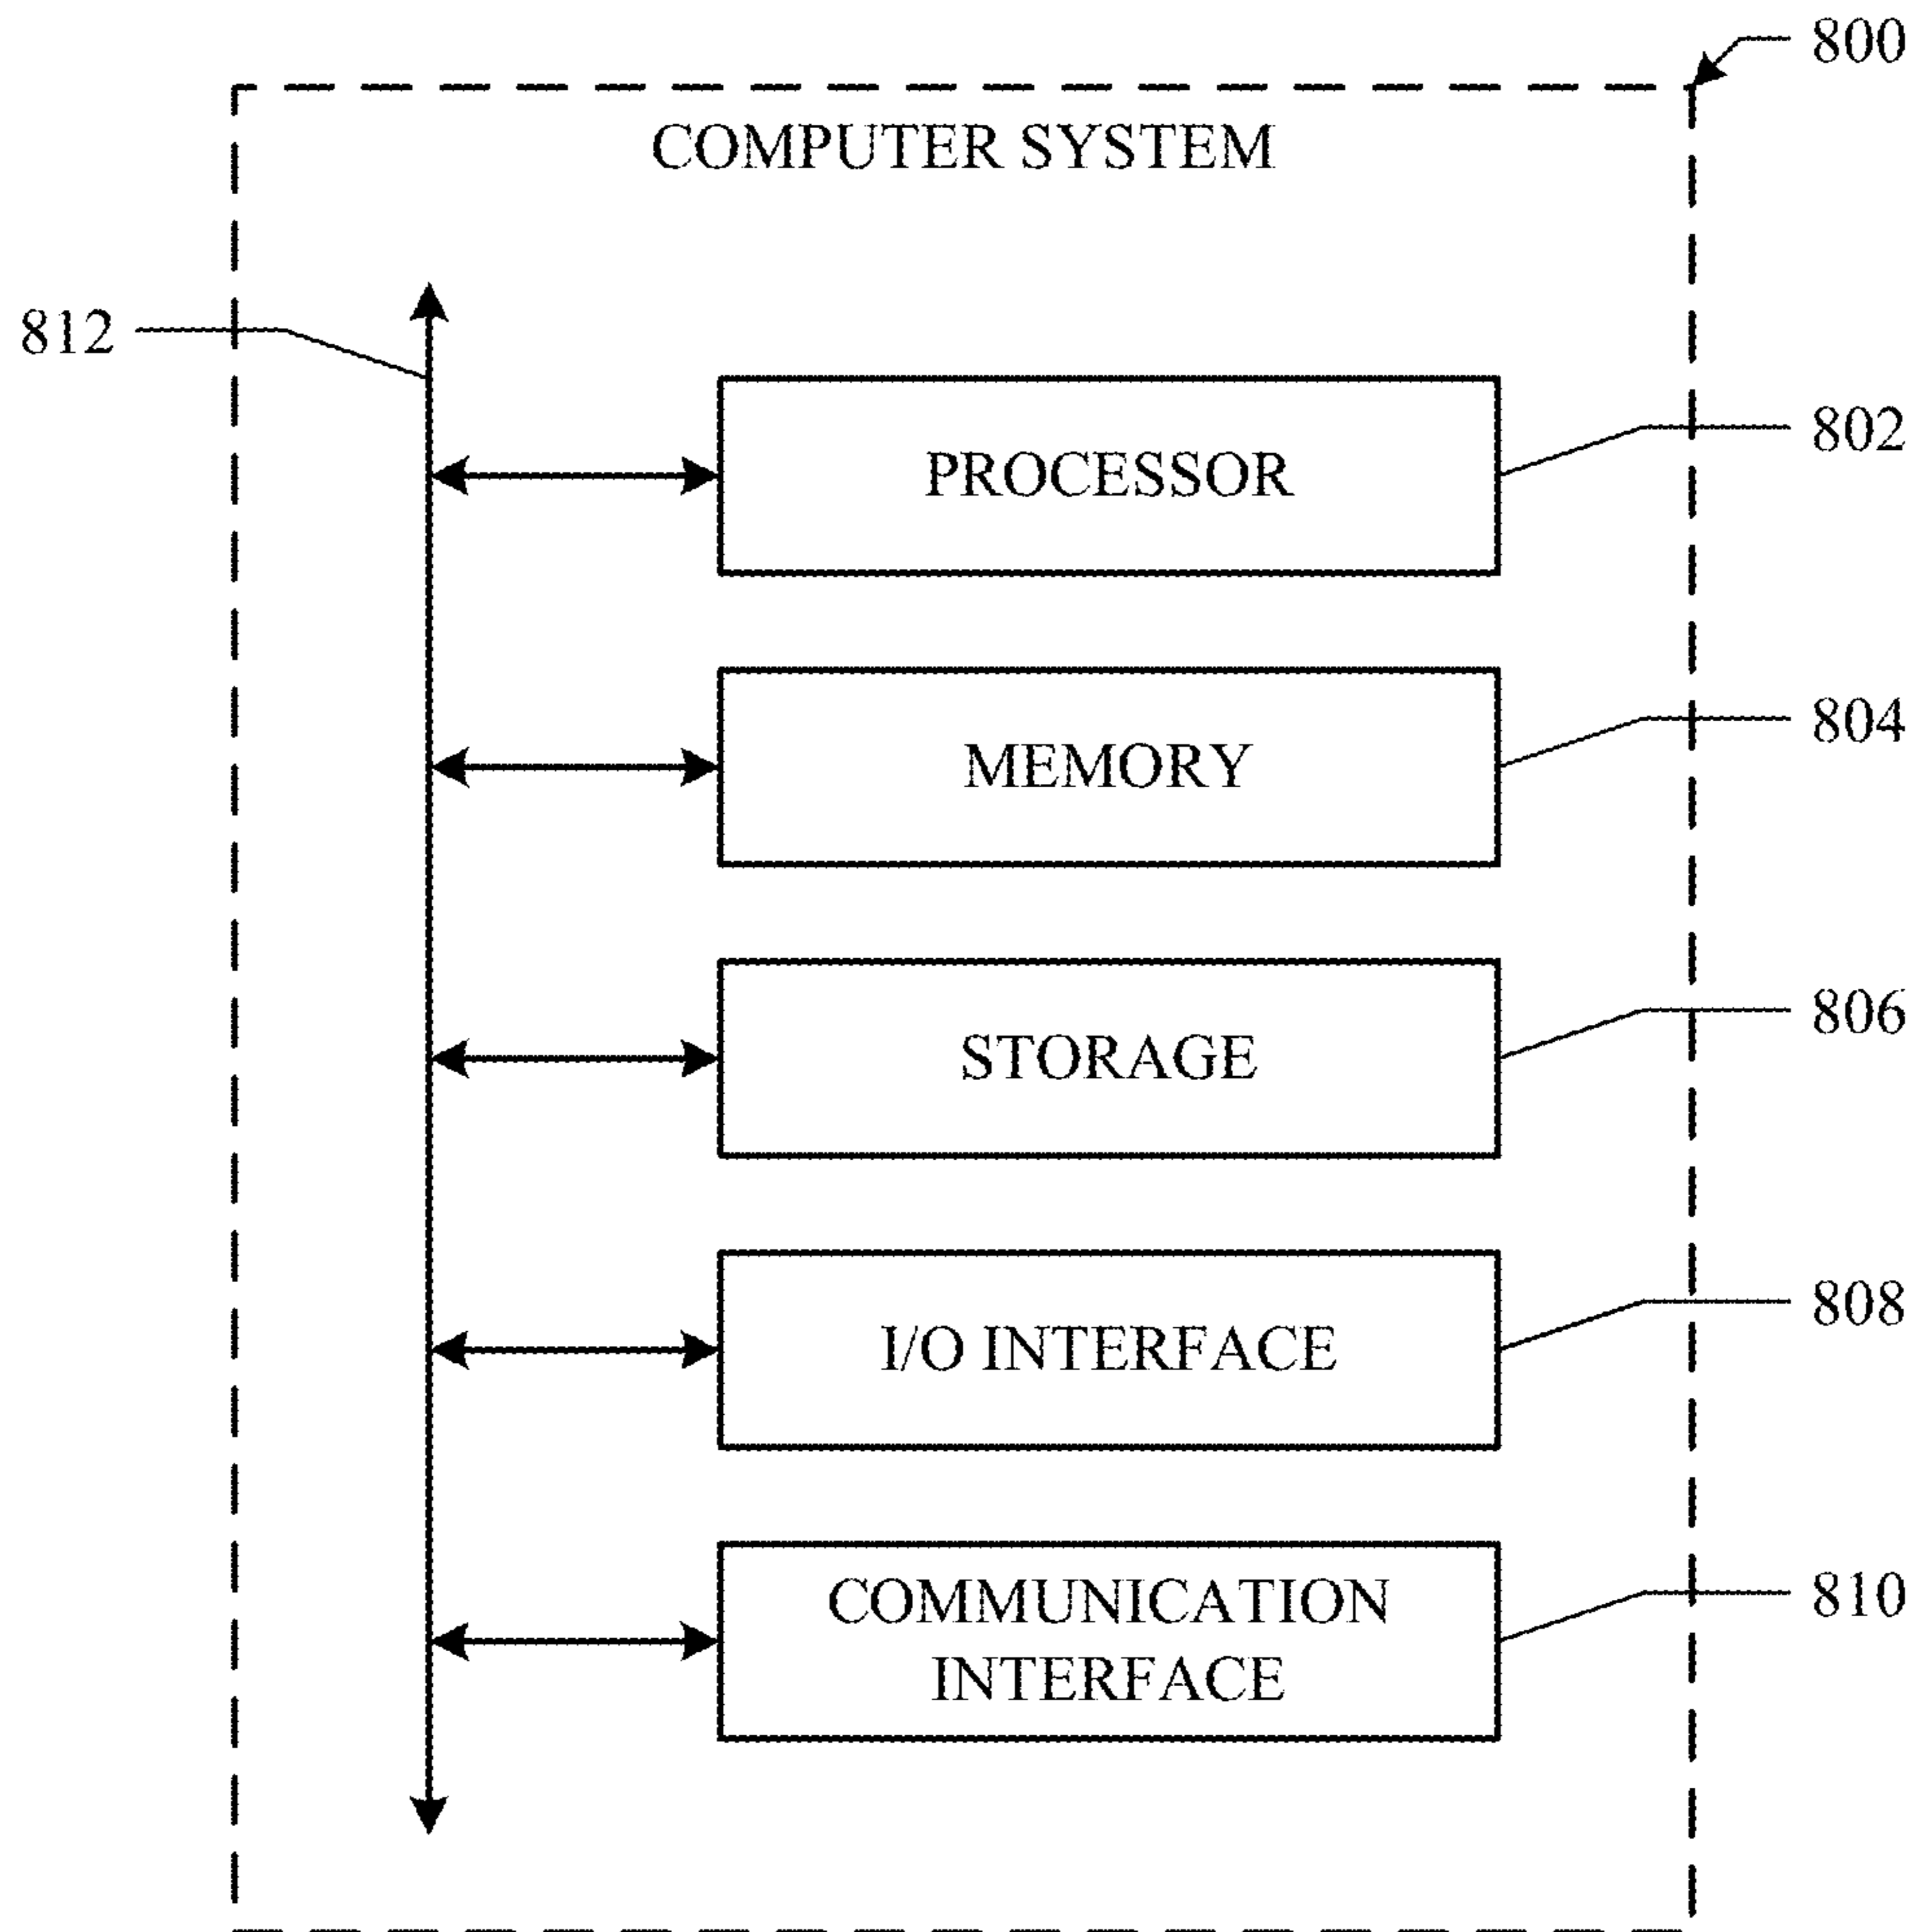 800
COMPUTER SYSTEM
812
802
PROCESSOR
804
MEMORY
806
STORAGE
808
I/O INTERFACE
810
COMMUNICATION
INTERFACE